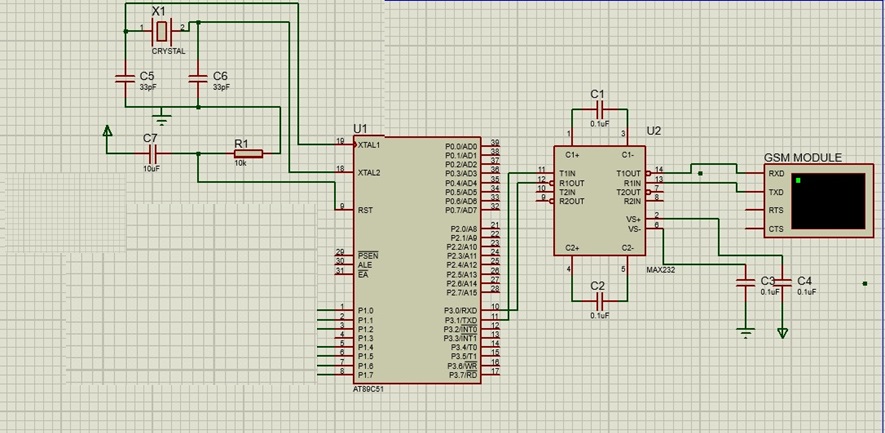 X1
1 2
CRYSTAL
C5
33pF
C6
33pF
C7
10uF
R1
10k
U1
19 XTAL1
18 XTAL2
9 RST
29 PSEN
30 ALE
31 EA
1 P1.0
2 P1.1
3 P1.2
4 P1.3
5 P1.4
6 P1.5
7 P1.6
8 P1.7
P0.0/AD0 39
P0.1/AD1 38
P0.2/AD2 37
P0.3/AD3 36
P0.4/AD4 35
P0.5/AD5 34
P0.6/AD6 33
P0.7/AD7 32
P2.0/A8 21
P2.1/A9 22
P2.2/A10 23
P2.3/A11 24
P2.4/A12 25
P2.5/A13 26
P2.6/A14 27
P2.7/A15 28
P3.0/RXD 10
P3.1/TXD 11
P3.2/INT0 12
P3.3/INT1 13
P3.4/T0 14
P3.5/T1 15
P3.6/WR 16
P3.7/RD 17
AT89C51
C1
0.1uF
U2
1 3
C1+ C1-
11 T1IN T1OUT 14
12 R1OUT R1IN 13
10 T2IN T2OUT 7
9 R2OUT R2IN 8
VS+ 2
VS- 6
C2+ C2-
4 5
MAX232
C2
0.1uF
GSM MODULE
RXD
TXD
RTS
CTS
C3
0.1uF
C4
0.1uF